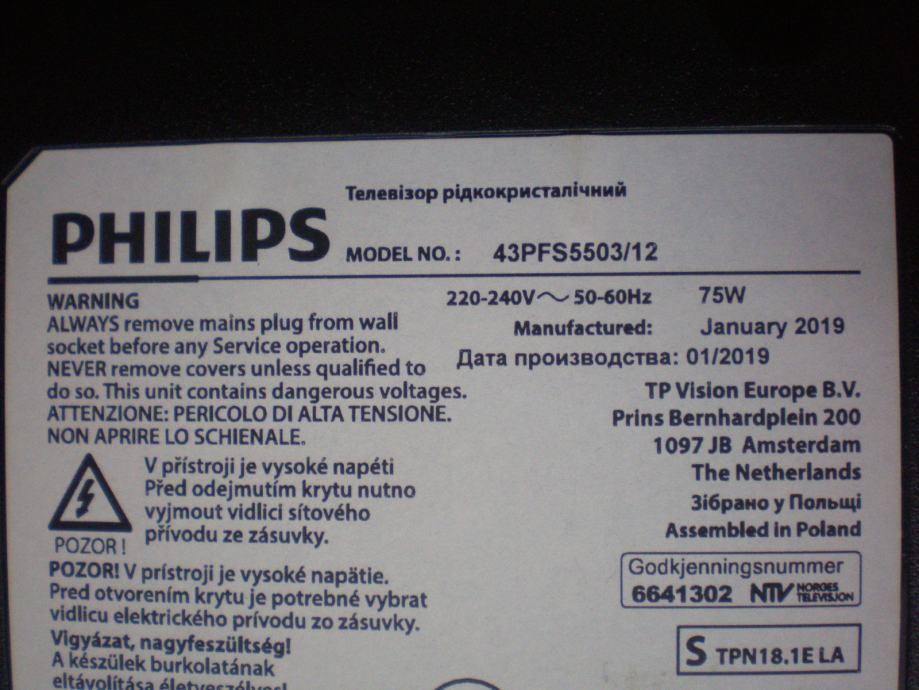 Телевізор рідкокристалічний
PHILIPS
MODEL NO. : 43PFS5503/12
WARNING
ALWAYS remove mains plug from wall
socket before any Service operation.
NEVER remove covers unless qualified to
do so. This unit contains dangerous voltages.
ATTENZIONE: PERICOLO DI ALTA TENSIONE.
NON APRIRE LO SCHIENALE.
220-240V~ 50-60Hz 75W
Manufactured: January 2019
Дата производства: 01/2019
TP Vision Europe B.V.
Prins Bernhardplein 200
1097 JB Amsterdam
The Netherlands
Зібрано у Польщі
Assembled in Poland
V přístroji je vysoké napéti
Před odejmutím krytu nutno
vyjmout vidlici sítového
přívodu ze zásuvky.
POZOR !
POZOR! V prístroji je vysoké napätie.
Pred otvorením krytu je potrebné vybrat
vidlicu elektrického prívodu zo zásuvky.
Vigyázat, nagyfeszültség!
A készülek burkolatának
eltávolítása életveszélyes!
Godkjenningsnummer
6641302 NTV NORGES
TELEVISJON
S TPN18.1E LA